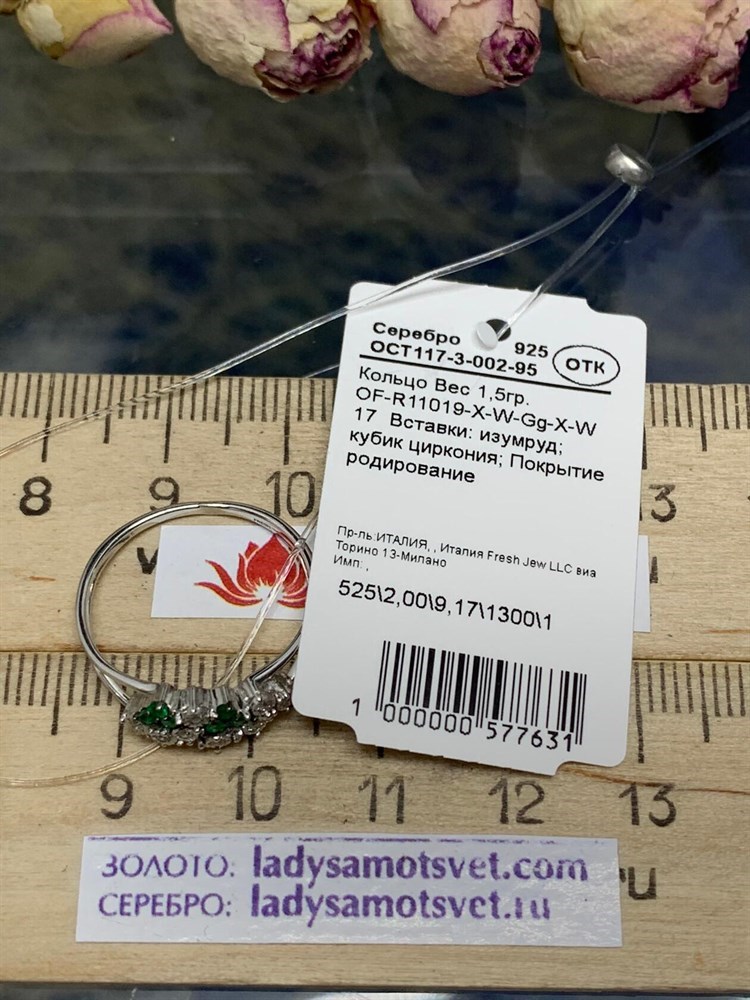 Серебро 925
ОСТ117-3-002-95 ОТК
Кольцо Вес 1,5гр.
OF-R11019-X-W-Gg-X-W
17 Вставки: изумруд;
кубик циркония; Покрытие
родирование
Пр-ль:ИТАЛИЯ, , Италия Fresh Jew LLC виа
Торино 13-Милано
Имп: ,
525\2,00\9,17\1300\1
1 000000 577631
8 9 10 13
9 10 11 12 13
ЗОЛОТО: ladysamotsvet.com
СЕРЕБРО: ladysamotsvet.ru